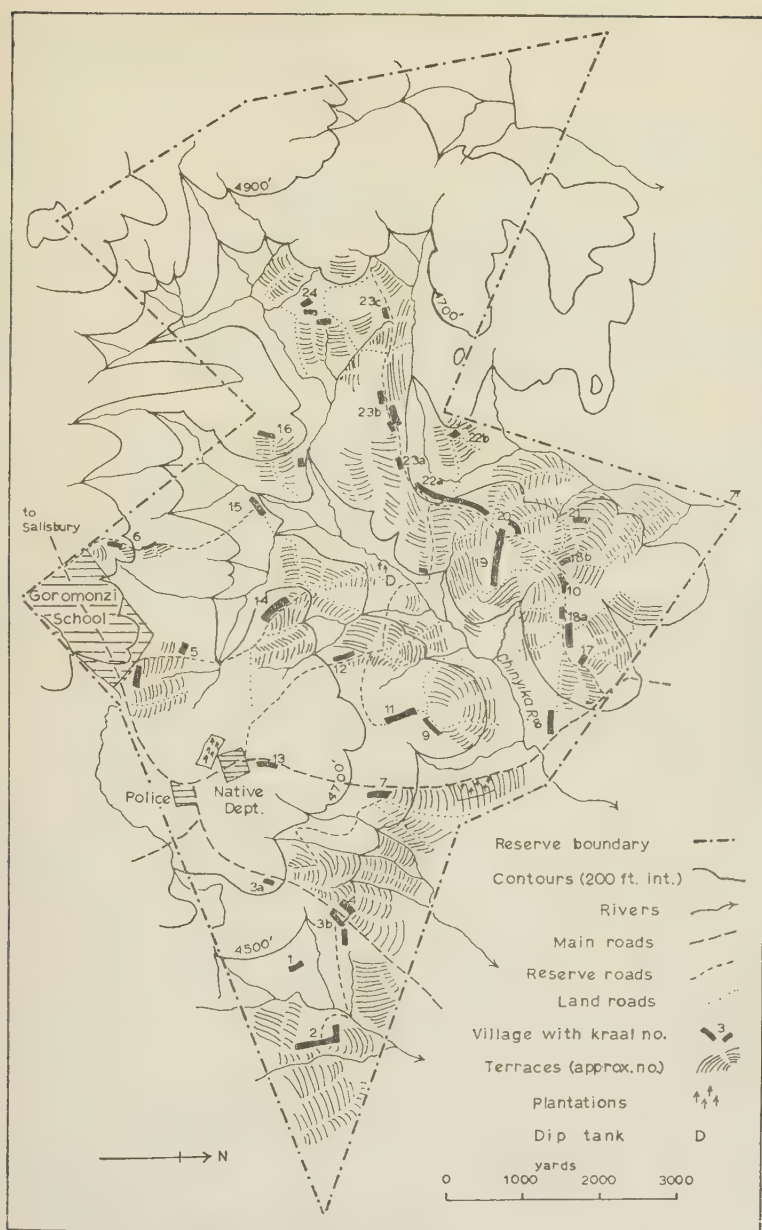 4900'
4700'
24
23c
23b
22b
16
23a
22a
20
21
to
Salisbury
15
6
19
18b
D
10
Goromonzi
School
14
18a
5
17
12
Chinyika R
8
11
9
13
4700'
7
Police
Native
Dept.
Reserve boundary
Contours (200 ft. int.)
3a
Rivers
4
3b
Main roads
4500'
1
Reserve roads
Land roads
2
Village with kraal no. 3
Terraces (approx. no.)
Plantations
Dip tank D
N
yards
0 1000 2000 3000